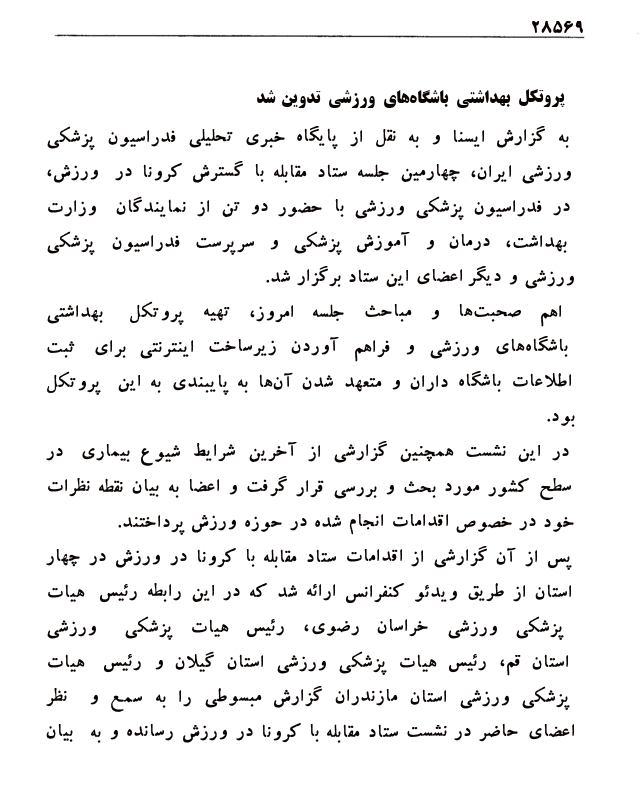 ۲۸۵۶۹
پروتکل بهداشتی باشگاه‌های ورزشی تدوین شد
به گزارش ایسنا و به نقل از پایگاه خبری تحلیلی فدراسیون پزشکی
ورزشی ایران، چهارمین جلسه ستاد مقابله با گسترش کرونا در ورزش،
در فدراسیون پزشکی ورزشی با حضور دو تن از نمایندگان وزارت
بهداشت، درمان و آموزش پزشکی و سرپرست فدراسیون پزشکی
ورزشی و دیگر اعضای این ستاد برگزار شد.
اهم صحبت‌ها و مباحث جلسه امروز، تهیه پروتکل بهداشتی
باشگاه‌های ورزشی و فراهم آوردن زیرساخت اینترنتی برای ثبت
اطلاعات باشگاه داران و متعهد شدن آن‌ها به پایبندی به این پروتکل
بود.
در این نشست همچنین گزارشی از آخرین شرایط شیوع بیماری در
سطح کشور مورد بحث و بررسی قرار گرفت و اعضا به بیان نقطه نظرات
خود در خصوص اقدامات انجام شده در حوزه ورزش پرداختند.
پس از آن گزارشی از اقدامات ستاد مقابله با کرونا در ورزش در چهار
استان از طریق ویدئو کنفرانس ارائه شد که در این رابطه رئیس هیات
پزشکی ورزشی خراسان رضوی، رئیس هیات پزشکی ورزشی
استان قم، رئیس هیات پزشکی ورزشی استان گیلان و رئیس هیات
پزشکی ورزشی استان مازندران گزارش مبسوطی را به سمع و نظر
اعضای حاضر در نشست ستاد مقابله با کرونا در ورزش رسانده و به بیان